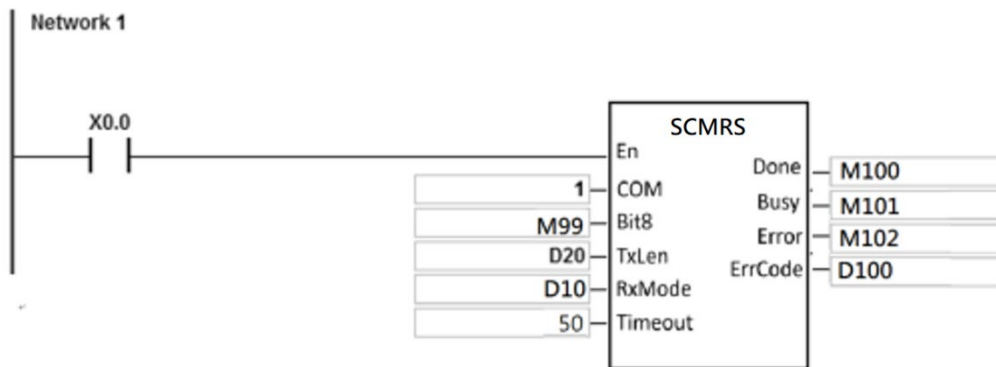 Network 1
X0.0
SCMRS
En
Done M100
1 COM
Busy M101
M99 Bit8
Error M102
D20 TxLen
ErrCode D100
D10 RxMode
50 Timeout